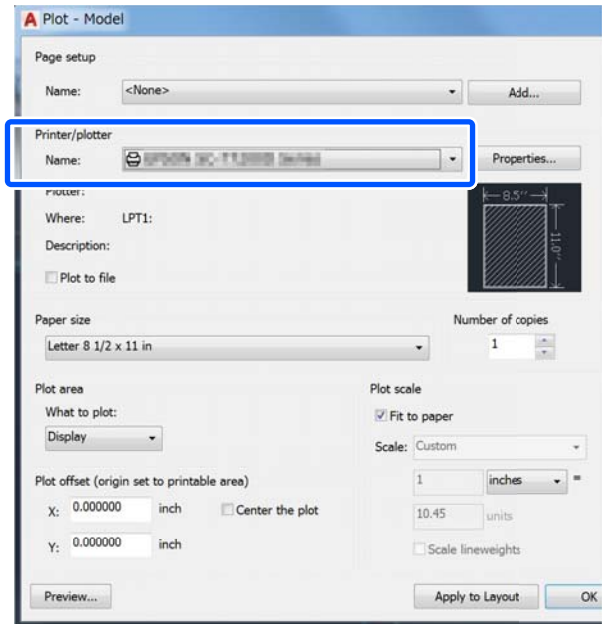 Plot - Model
Page setup
Name: <None> Add...
Printer/plotter
Name: Properties...
Plotter:
Where: LPT1:
Description:
Plot to file
8.5''
11.0''
Paper size
Letter 8 1/2 x 11 in
Number of copies
1
Plot area
What to plot:
Display
Plot scale
Fit to paper
Scale: Custom
1 inches =
10.45 units
Scale lineweights
Plot offset (origin set to printable area)
X: 0.000000 inch Center the plot
Y: 0.000000 inch
Preview... Apply to Layout OK